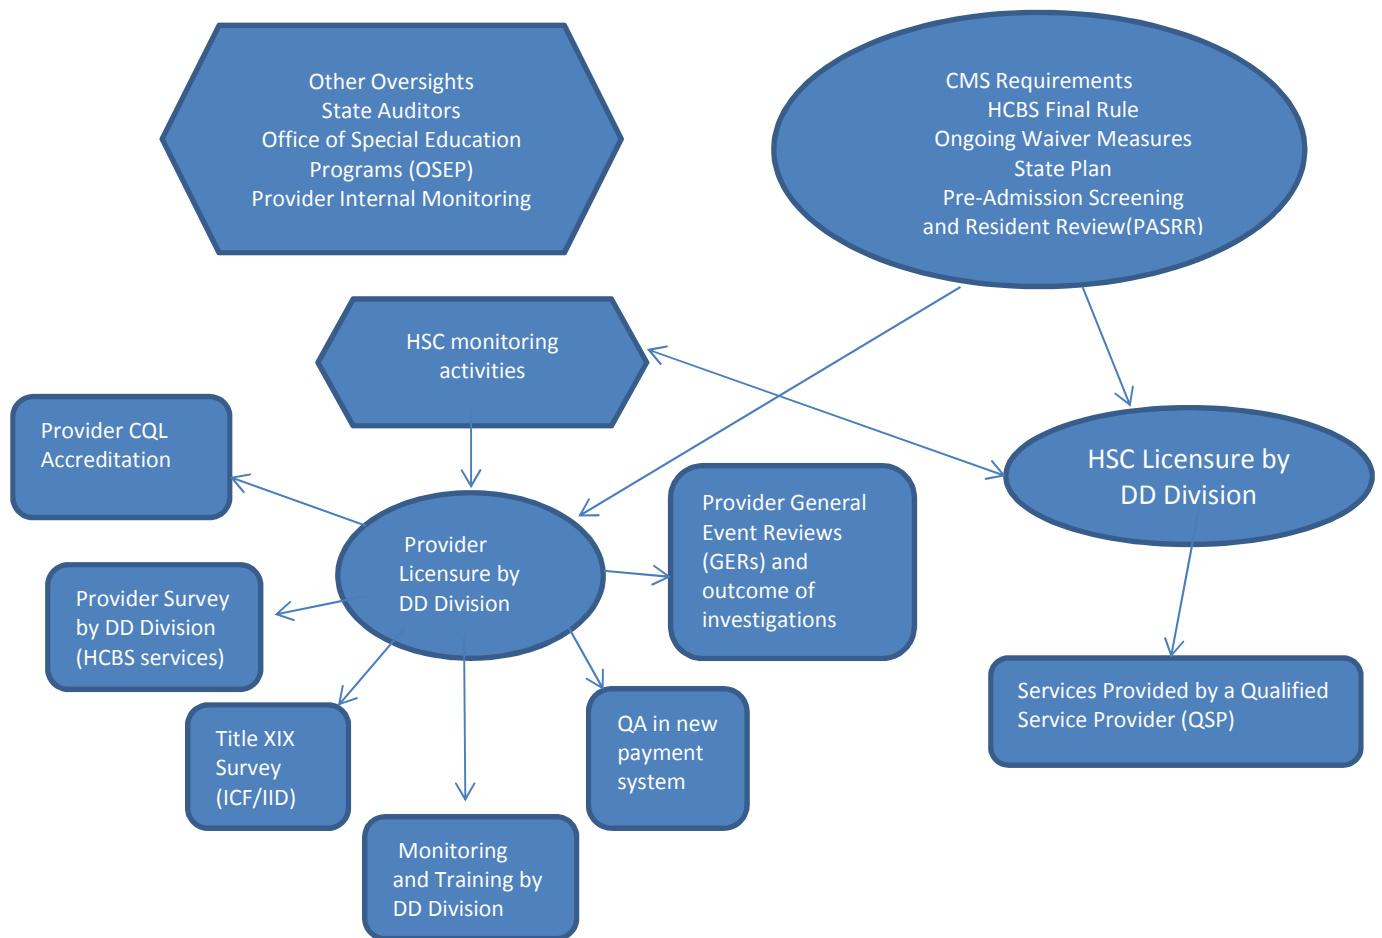 Other Oversights
State Auditors
Office of Special Education
Programs (OSEP)
Provider Internal Monitoring
CMS Requirements
HCBS Final Rule
Ongoing Waiver Measures
State Plan
Pre-Admission Screening
and Resident Review(PASRR)
HSC monitoring
activities
Provider CQL
Accreditation
HSC Licensure by
DD Division
Provider General
Event Reviews
(GERs) and
outcome of
investigations
Provider
Licensure by
DD Division
Provider Survey
by DD Division
(HCBS services)
Services Provided by a Qualified
Service Provider (QSP)
Title XIX
Survey
(ICF/IID)
QA in new
payment
system
Monitoring
and Training by
DD Division